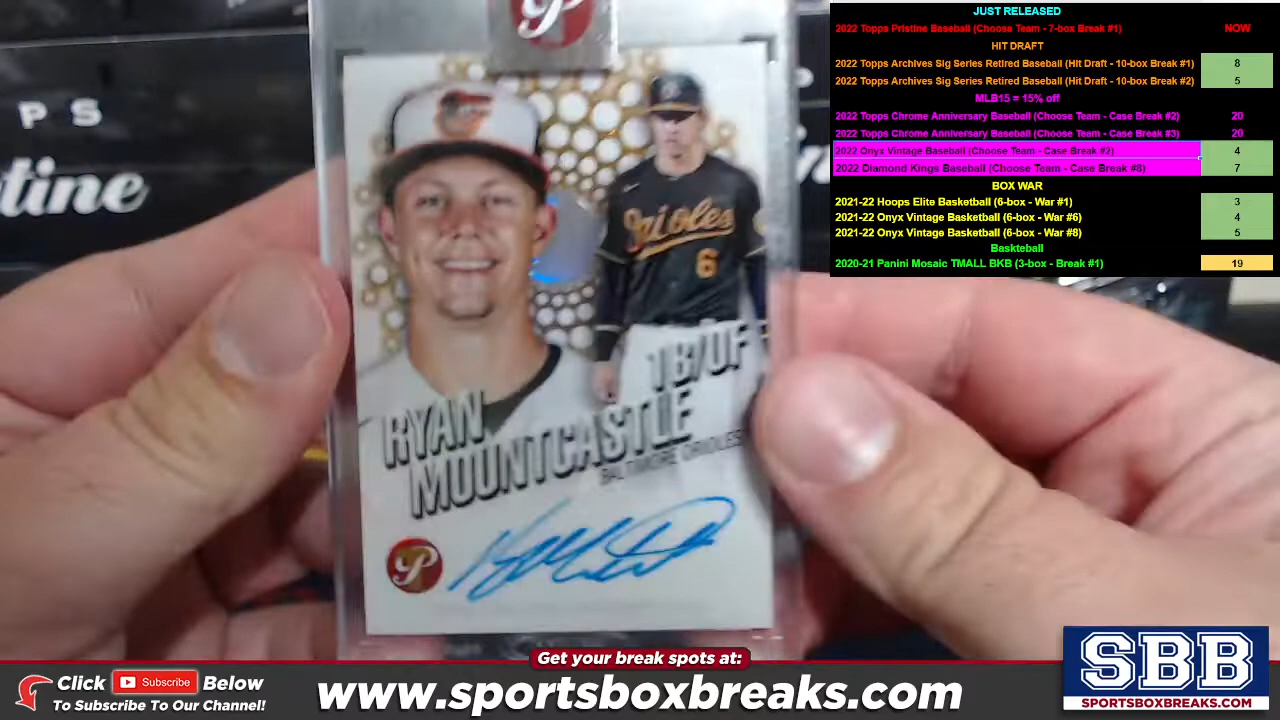 JUST RELEASED
2022 Topps Pristine Baseball (Choose Team - 7-box Break #1) NOW
HIT DRAFT
2022 Topps Archives Sig Series Retired Baseball (Hit Draft - 10-box Break #1) 8
2022 Topps Archives Sig Series Retired Baseball (Hit Draft - 10-box Break #2) 5
MLB15 = 15% off
2022 Topps Chrome Anniversary Baseball (Choose Team - Case Break #2) 20
2022 Topps Chrome Anniversary Baseball (Choose Team - Case Break #3) 20
2022 Onyx Vintage Baseball (Choose Team - Case Break #2) 4
2022 Diamond Kings Baseball (Choose Team - Case Break #8) 7
BOX WAR
2021-22 Hoops Elite Basketball (6-box - War #1) 3
2021-22 Onyx Vintage Basketball (6-box - War #6) 4
2021-22 Onyx Vintage Basketball (6-box - War #8) 5
Baskteball
2020-21 Panini Mosaic TMALL BKB (3-box - Break #1) 19
P S
tine
P
Orioles
6
1B/OF
RYAN
MOUNTCASTLE
BALTIMORE ORIOLES
P
Get your break spots at:
Click Subscribe Below
To Subscribe To Our Channel!
www.sportsboxbreaks.com
SBB
SPORTSBOXBREAKS.COM